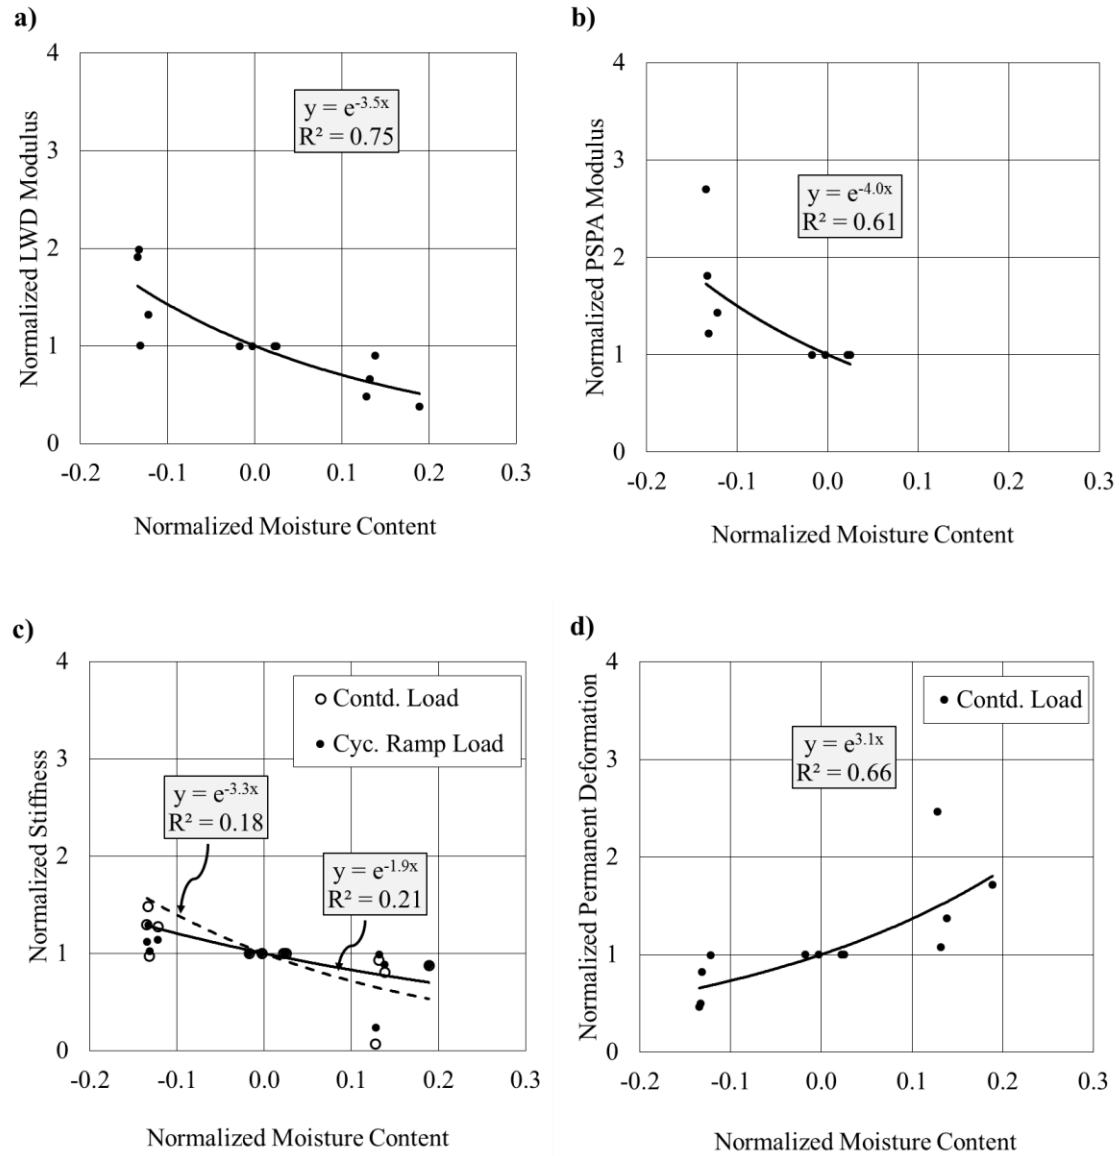 a)
Normalized LWD Modulus
4
3
2
1
0
y = e^-3.5x
R² = 0.75
-0.2 -0.1 0.0 0.1 0.2 0.3
Normalized Moisture Content
b)
Normalized PSPA Modulus
4
3
2
1
0
y = e^-4.0x
R² = 0.61
-0.2 -0.1 0.0 0.1 0.2 0.3
Normalized Moisture Content
c)
Normalized Stiffness
4
3
2
1
0
Contd. Load
Cyc. Ramp Load
y = e^-3.3x
R² = 0.18
y = e^-1.9x
R² = 0.21
-0.2 -0.1 0.0 0.1 0.2 0.3
Normalized Moisture Content
d)
Normalized Permanent Deformation
4
3
2
1
0
Contd. Load
y = e^3.1x
R² = 0.66
-0.2 -0.1 0.0 0.1 0.2 0.3
Normalized Moisture Content